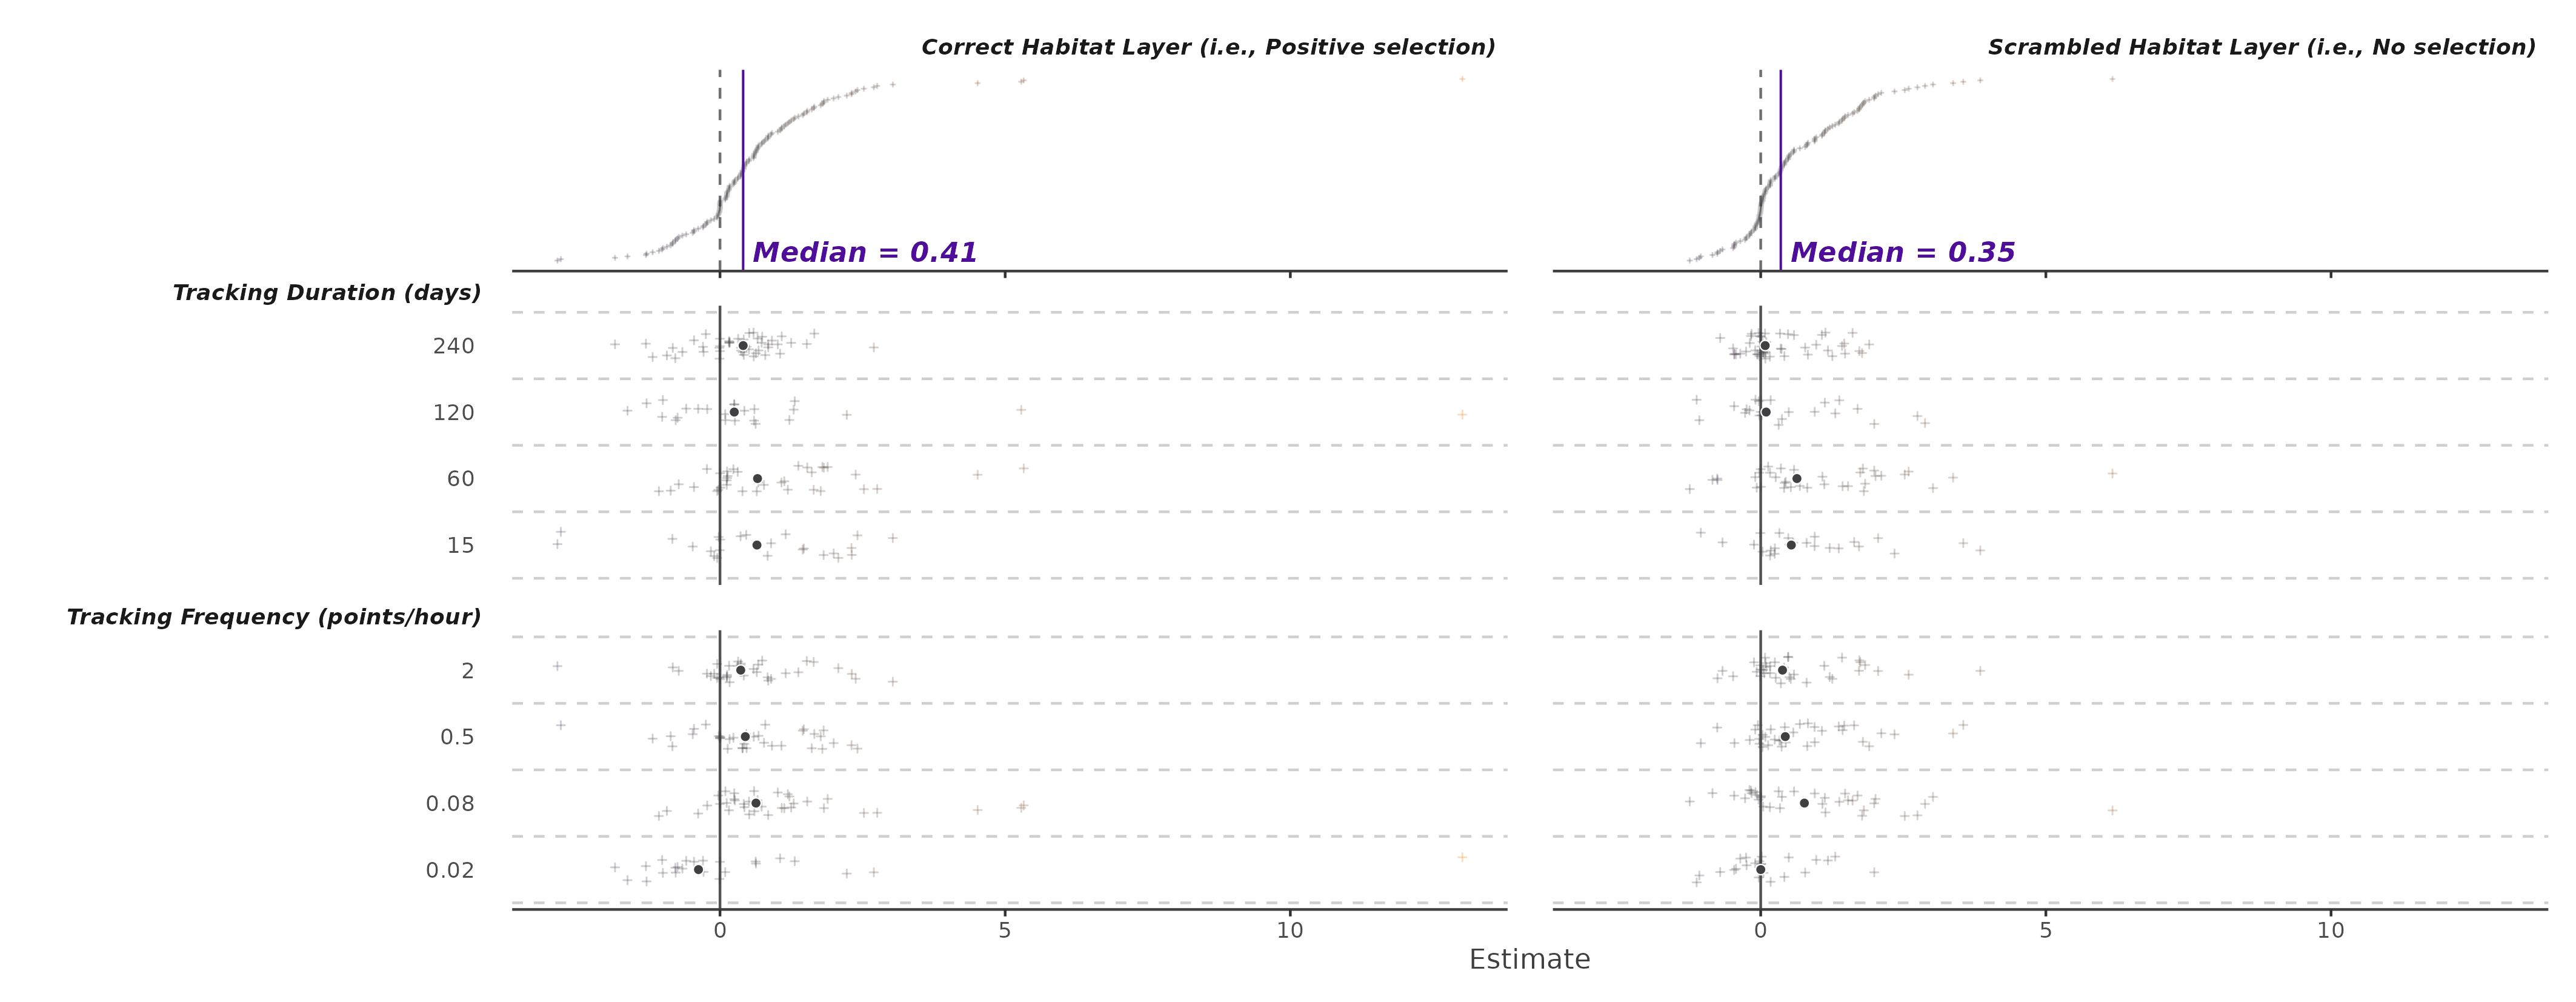 Correct Habitat Layer (i.e., Positive selection)
Scrambled Habitat Layer (i.e., No selection)
Median = 0.41
Median = 0.35
Tracking Duration (days)
240
120
60
15
Tracking Frequency (points/hour)
2
0.5
0.08
0.02
0 5 10
0 5 10
Estimate